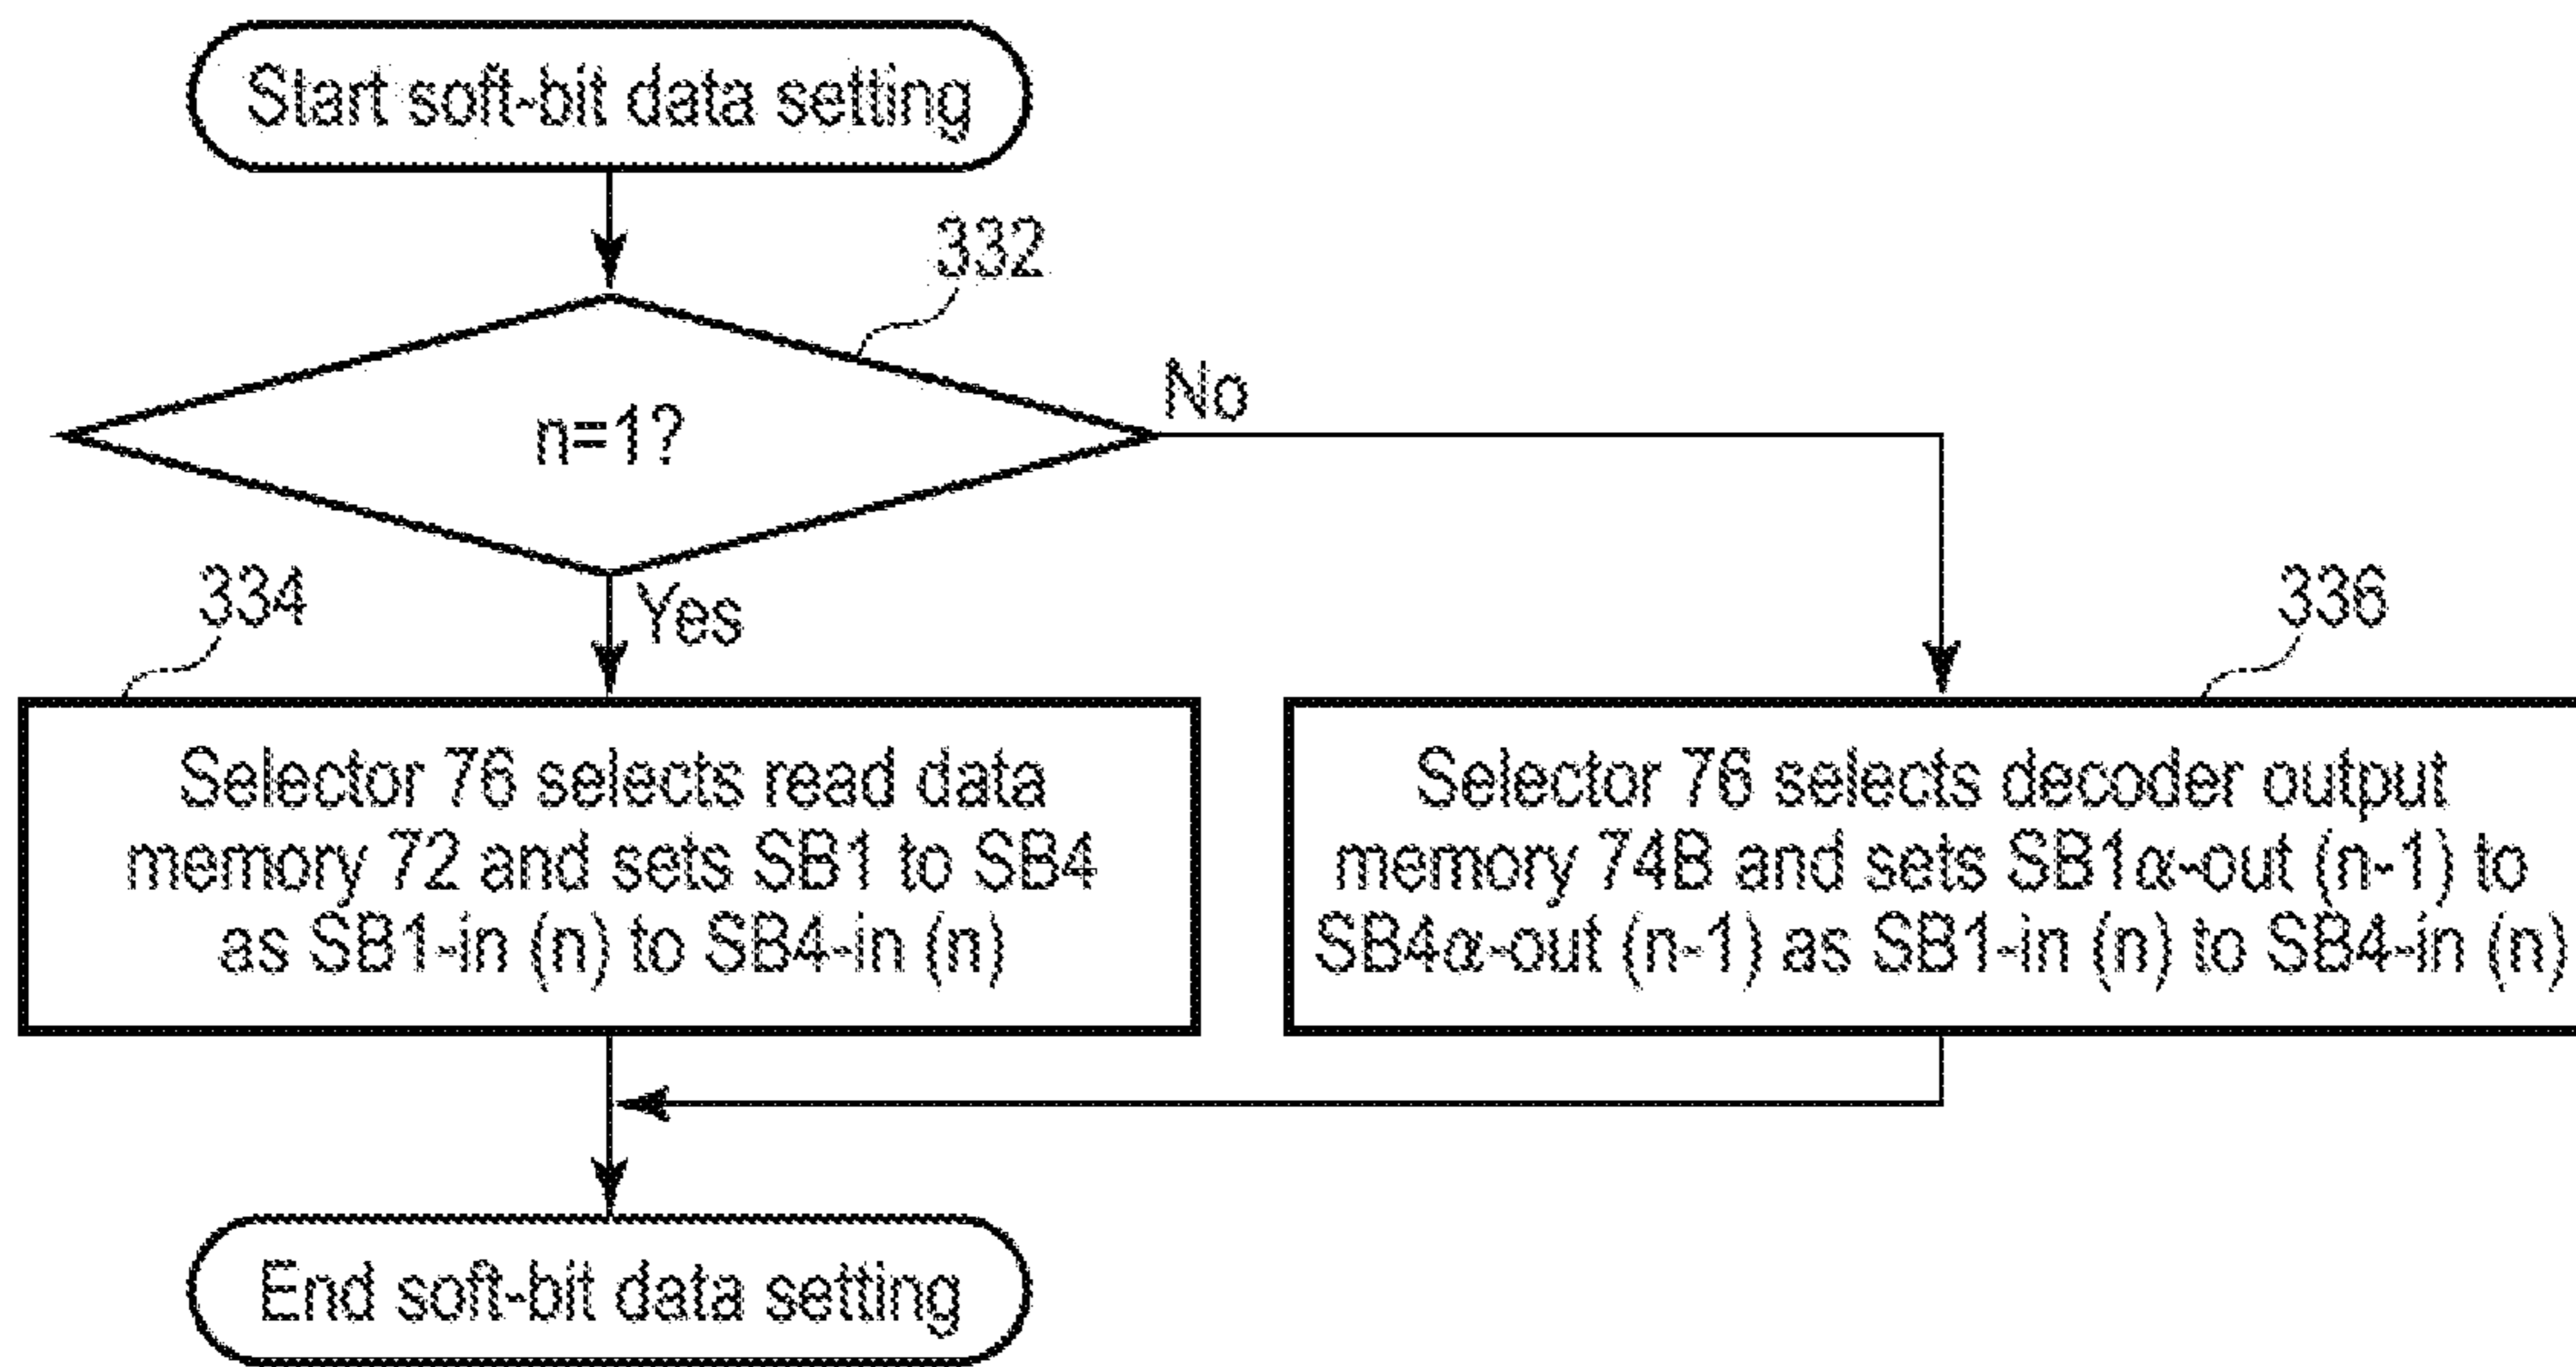 Start soft-bit data setting
332
n=1?
No
Yes
334
336
Selector 76 selects read data
memory 72 and sets SB1 to SB4
as SB1-in (n) to SB4-in (n)
Selector 76 selects decoder output
memory 74B and sets SB1α-out (n-1) to
SB4α-out (n-1) as SB1-in (n) to SB4-in (n)
End soft-bit data setting